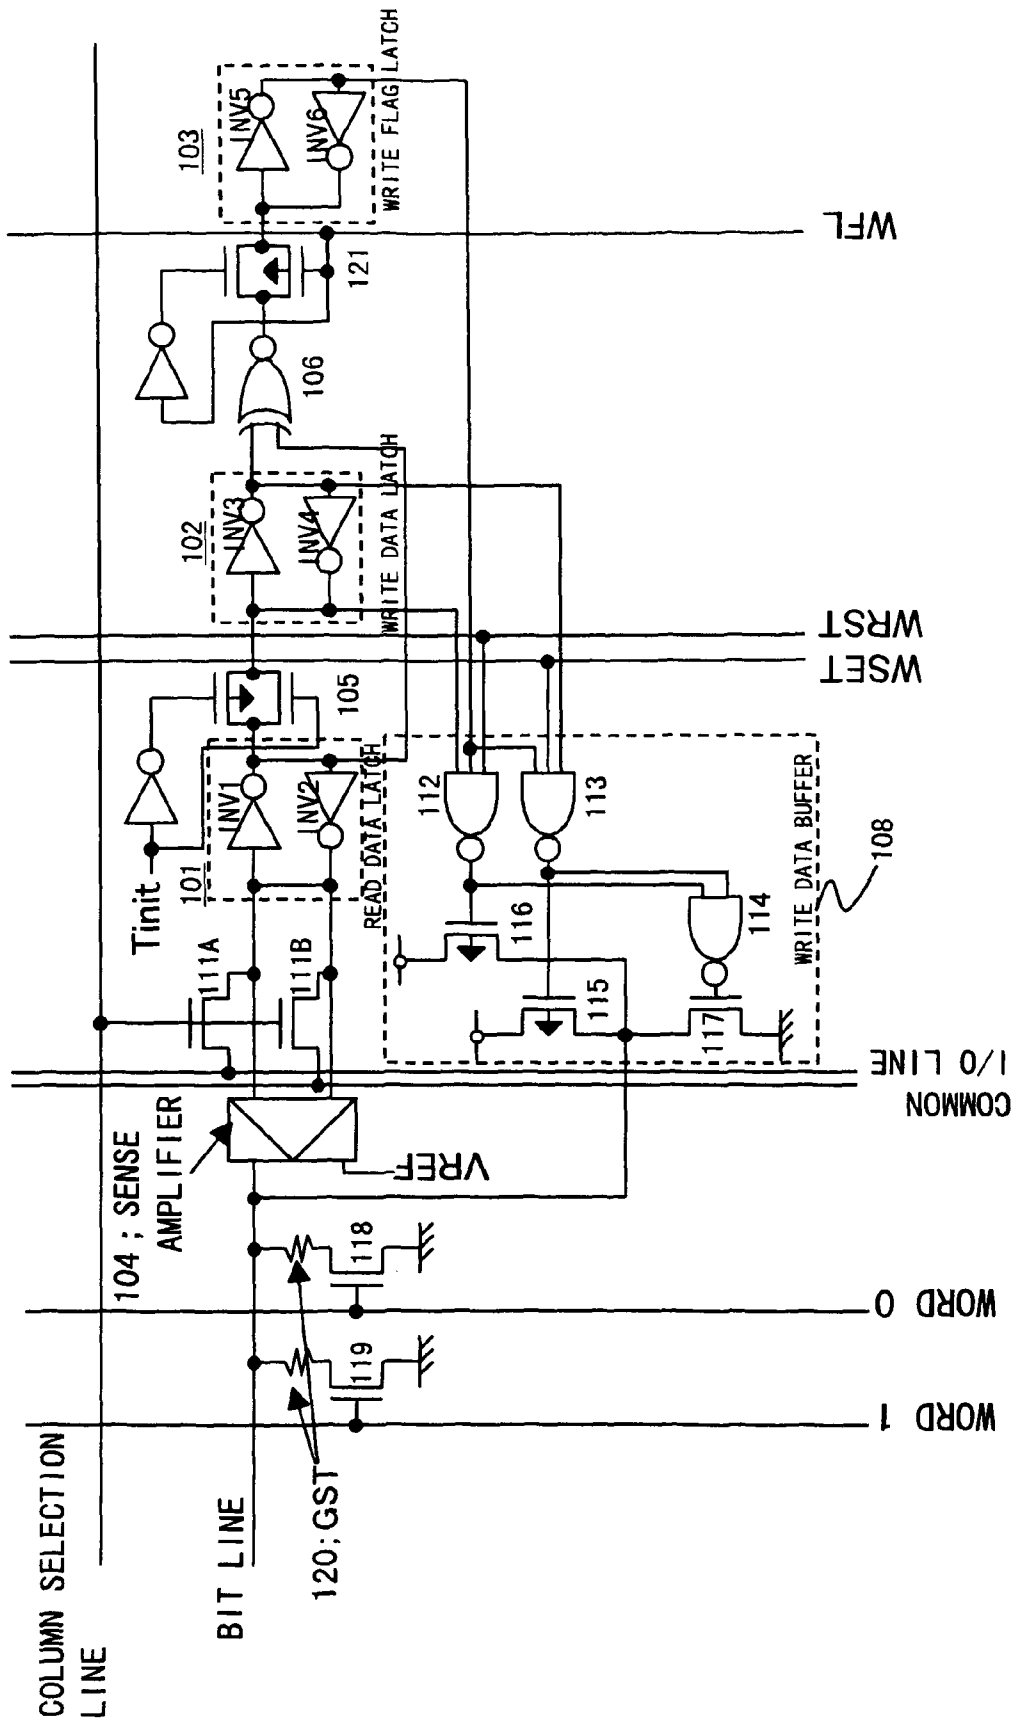 COLUMN SELECTION
LINE
BIT LINE
120;GST
104;SENSE
AMPLIFIER
VREF
118
119
WORD 0
WORD 1
COMMON
I/O LINE
111A
111B
Tinit
101
INV1
INV2
READ DATA LATCH
105
WSET
WRST
102
INV3
INV4
WRITE DATA LATCH
106
121
WFL
103
INV5
INV6
WRITE FLAG LATCH
112
113
114
115
116
117
WRITE DATA BUFFER
108